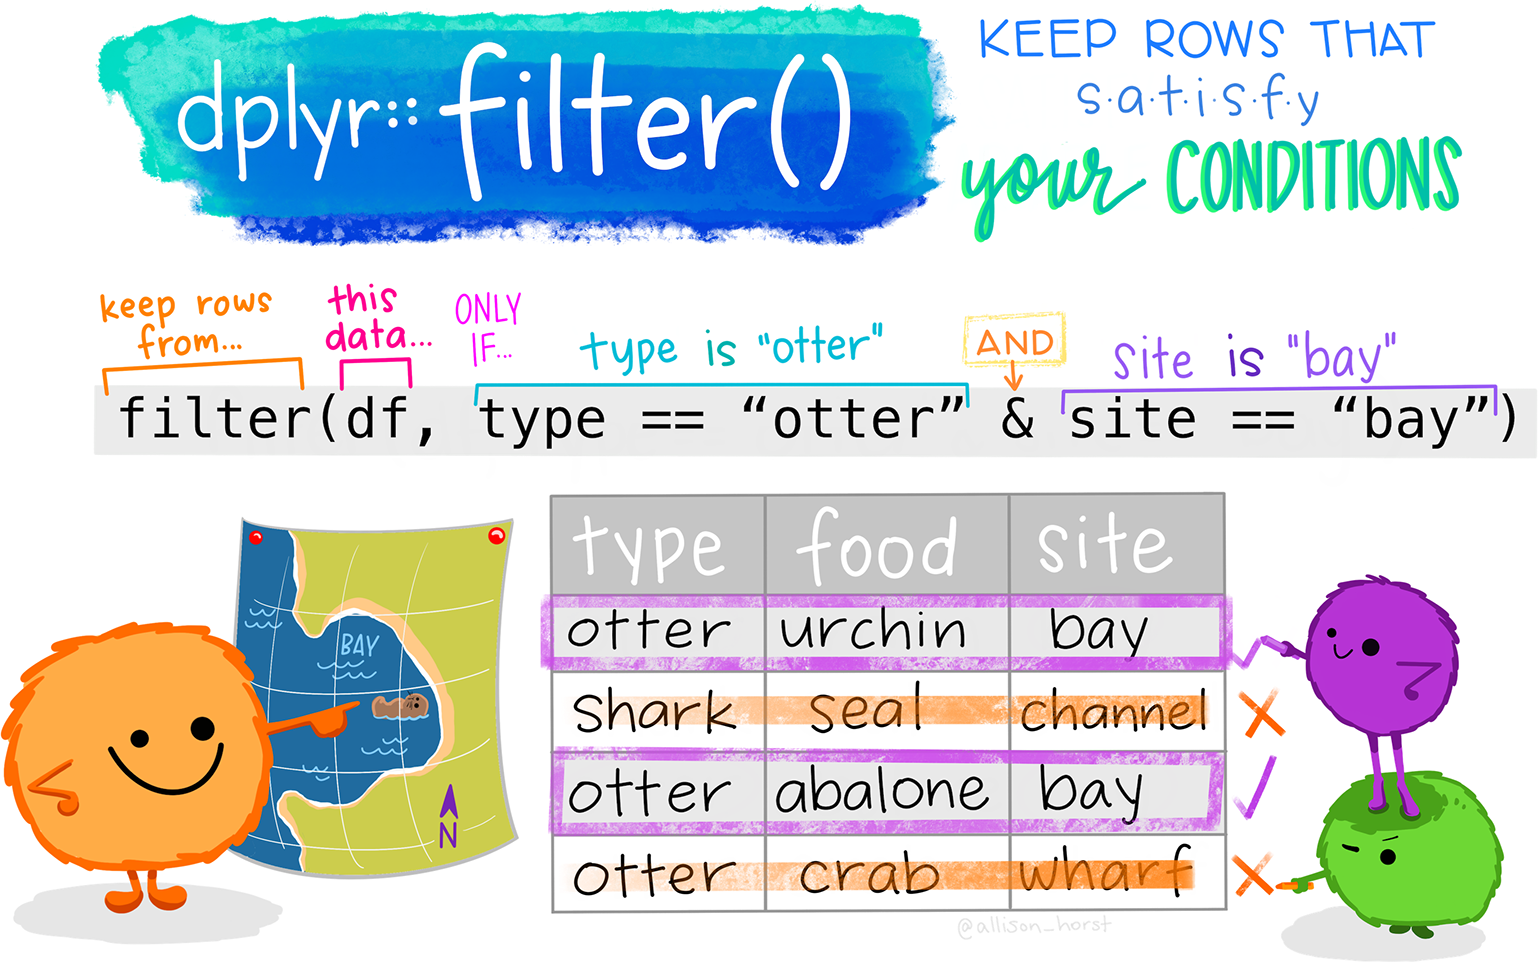 dplyr::filter()
KEEP ROWS THAT
s·a·t·i·s·f·y
your CONDITIONS
keep rows
from...
this
data...
ONLY
IF...
type is "otter"
AND
site is "bay"
filter(df, type == “otter” & site == “bay”)
BAY
N
type food site
otter urchin bay
Shark seal channel
otter abalone bay
otter crab wharf
@allison_horst